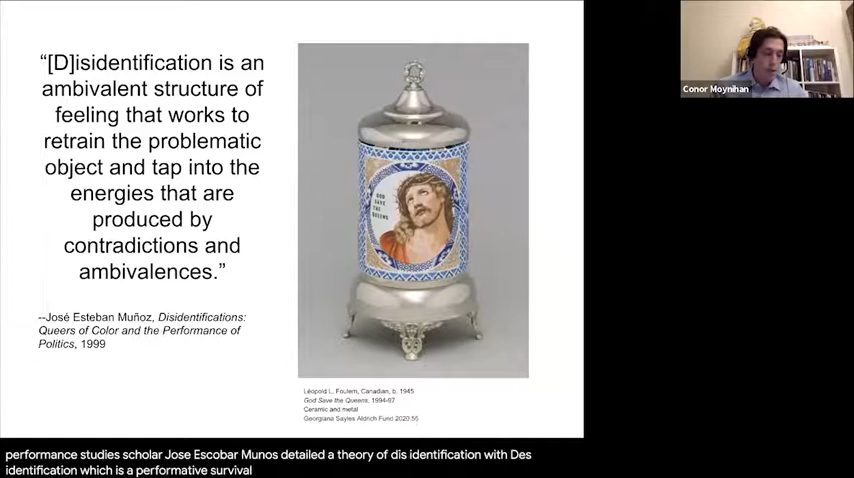 “[D]isidentification is an
ambivalent structure of
feeling that works to
retrain the problematic
object and tap into the
energies that are
produced by
contradictions and
ambivalences.”
--José Esteban Muñoz, Disidentifications:
Queers of Color and the Performance of
Politics, 1999
GOD
SAVE
THE
QUEENS
Léopold L. Foulem, Canadian, b. 1945
God Save the Queens, 1994-97
Ceramic and metal
Georgiana Sayles Aldrich Fund 2020.55
Conor Moynihan
performance studies scholar Jose Escobar Munos detailed a theory of dis identification with Des
identification which is a performative survival